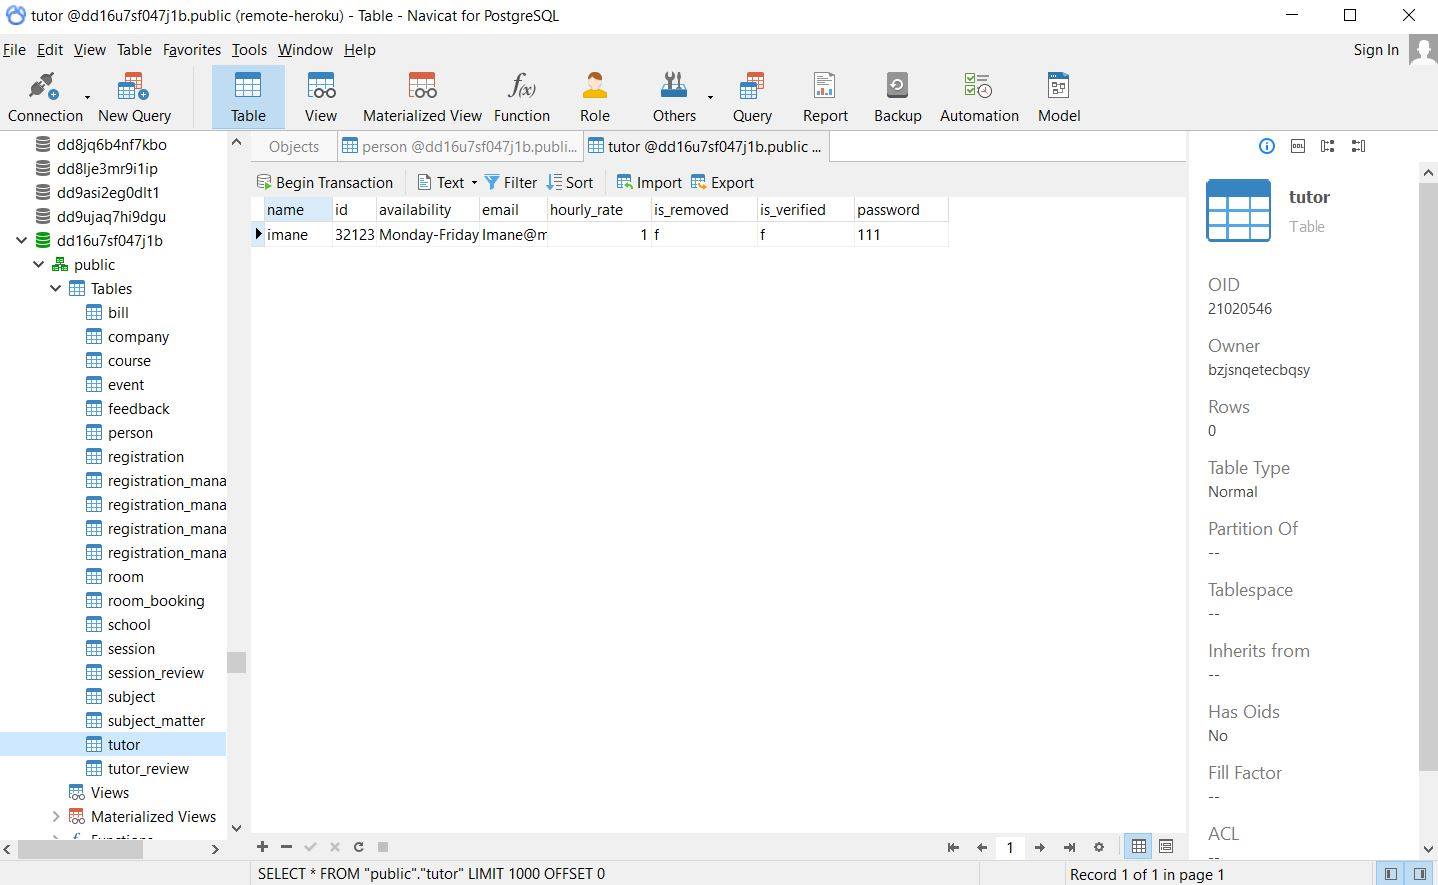 tutor @dd16u7sf047j1b.public (remote-heroku) - Table - Navicat for PostgreSQL
File Edit View Table Favorites Tools Window Help Sign In
Connection New Query Table View Materialized View Function Role Others Query Report Backup Automation Model
dd8jq6b4nf7kbo
dd8lje3mr9i1ip
dd9asi2eg0dlt1
dd9ujaq7hi9dgu
dd16u7sf047j1b
public
Tables
bill
company
course
event
feedback
person
registration
registration_mana
registration_mana
registration_mana
registration_mana
room
room_booking
school
session
session_review
subject
subject_matter
tutor
tutor_review
Views
Materialized Views
Objects person @dd16u7sf047j1b.publi... tutor @dd16u7sf047j1b.public ...
Begin Transaction Text Filter Sort Import Export
name id availability email hourly_rate is_removed is_verified password
imane 32123 Monday-Friday Imane@m 1 f f 111
1
SELECT * FROM "public"."tutor" LIMIT 1000 OFFSET 0
Record 1 of 1 in page 1
DDL
tutor
Table
OID
21020546
Owner
bzjsnqetecbqsy
Rows
0
Table Type
Normal
Partition Of
--
Tablespace
--
Inherits from
--
Has Oids
No
Fill Factor
--
ACL
--